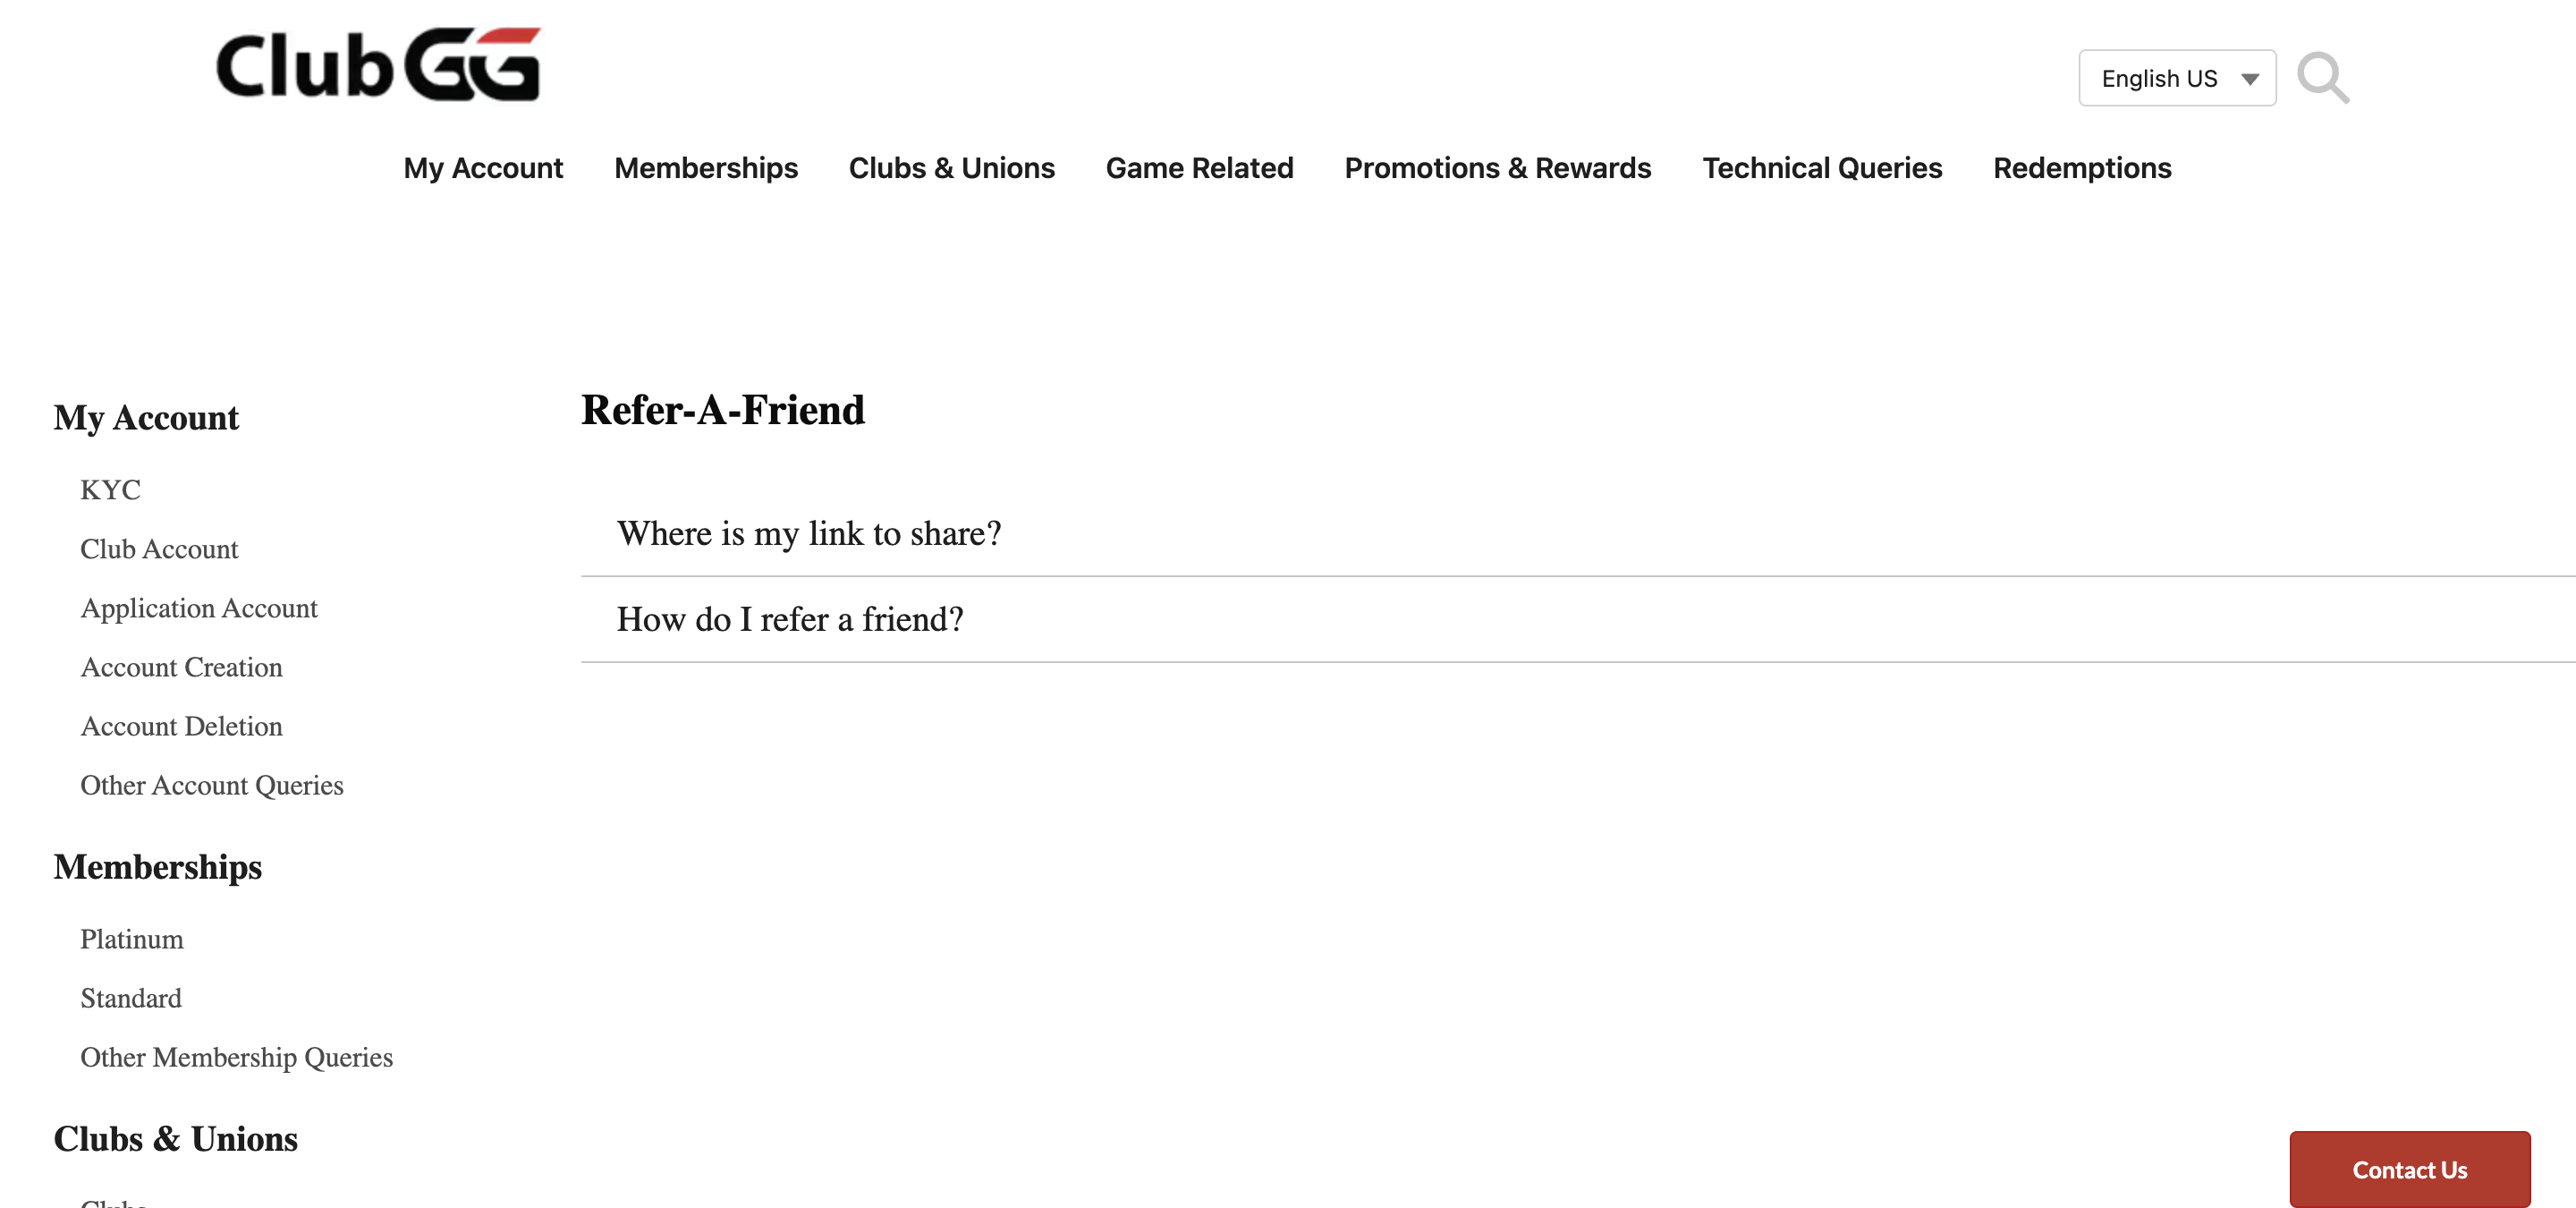 Club GG
English US
My Account
Memberships
Clubs & Unions
Game Related
Promotions & Rewards
Technical Queries
Redemptions
My Account
KYC
Club Account
Application Account
Account Creation
Account Deletion
Other Account Queries
Memberships
Platinum
Standard
Other Membership Queries
Clubs & Unions
Refer-A-Friend
Where is my link to share?
How do I refer a friend?
Contact Us